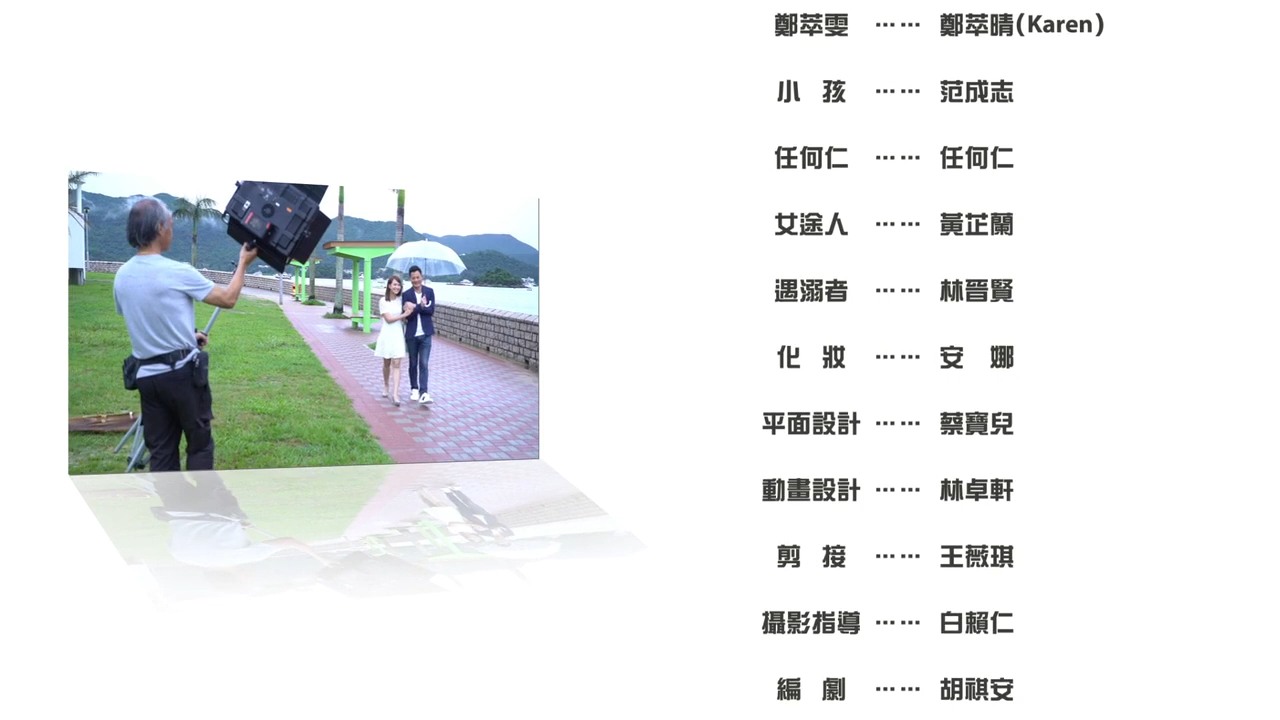 鄭萃雯 …… 鄭萃晴(Karen)
小 孩 …… 范成志
任何仁 …… 任何仁
女途人 …… 黃芷蘭
遇溺者 …… 林晉賢
化 妝 …… 安 娜
平面設計 …… 蔡寶兒
動畫設計 …… 林卓軒
剪 接 …… 王薇琪
攝影指導 …… 白賴仁
編 劇 …… 胡祺安